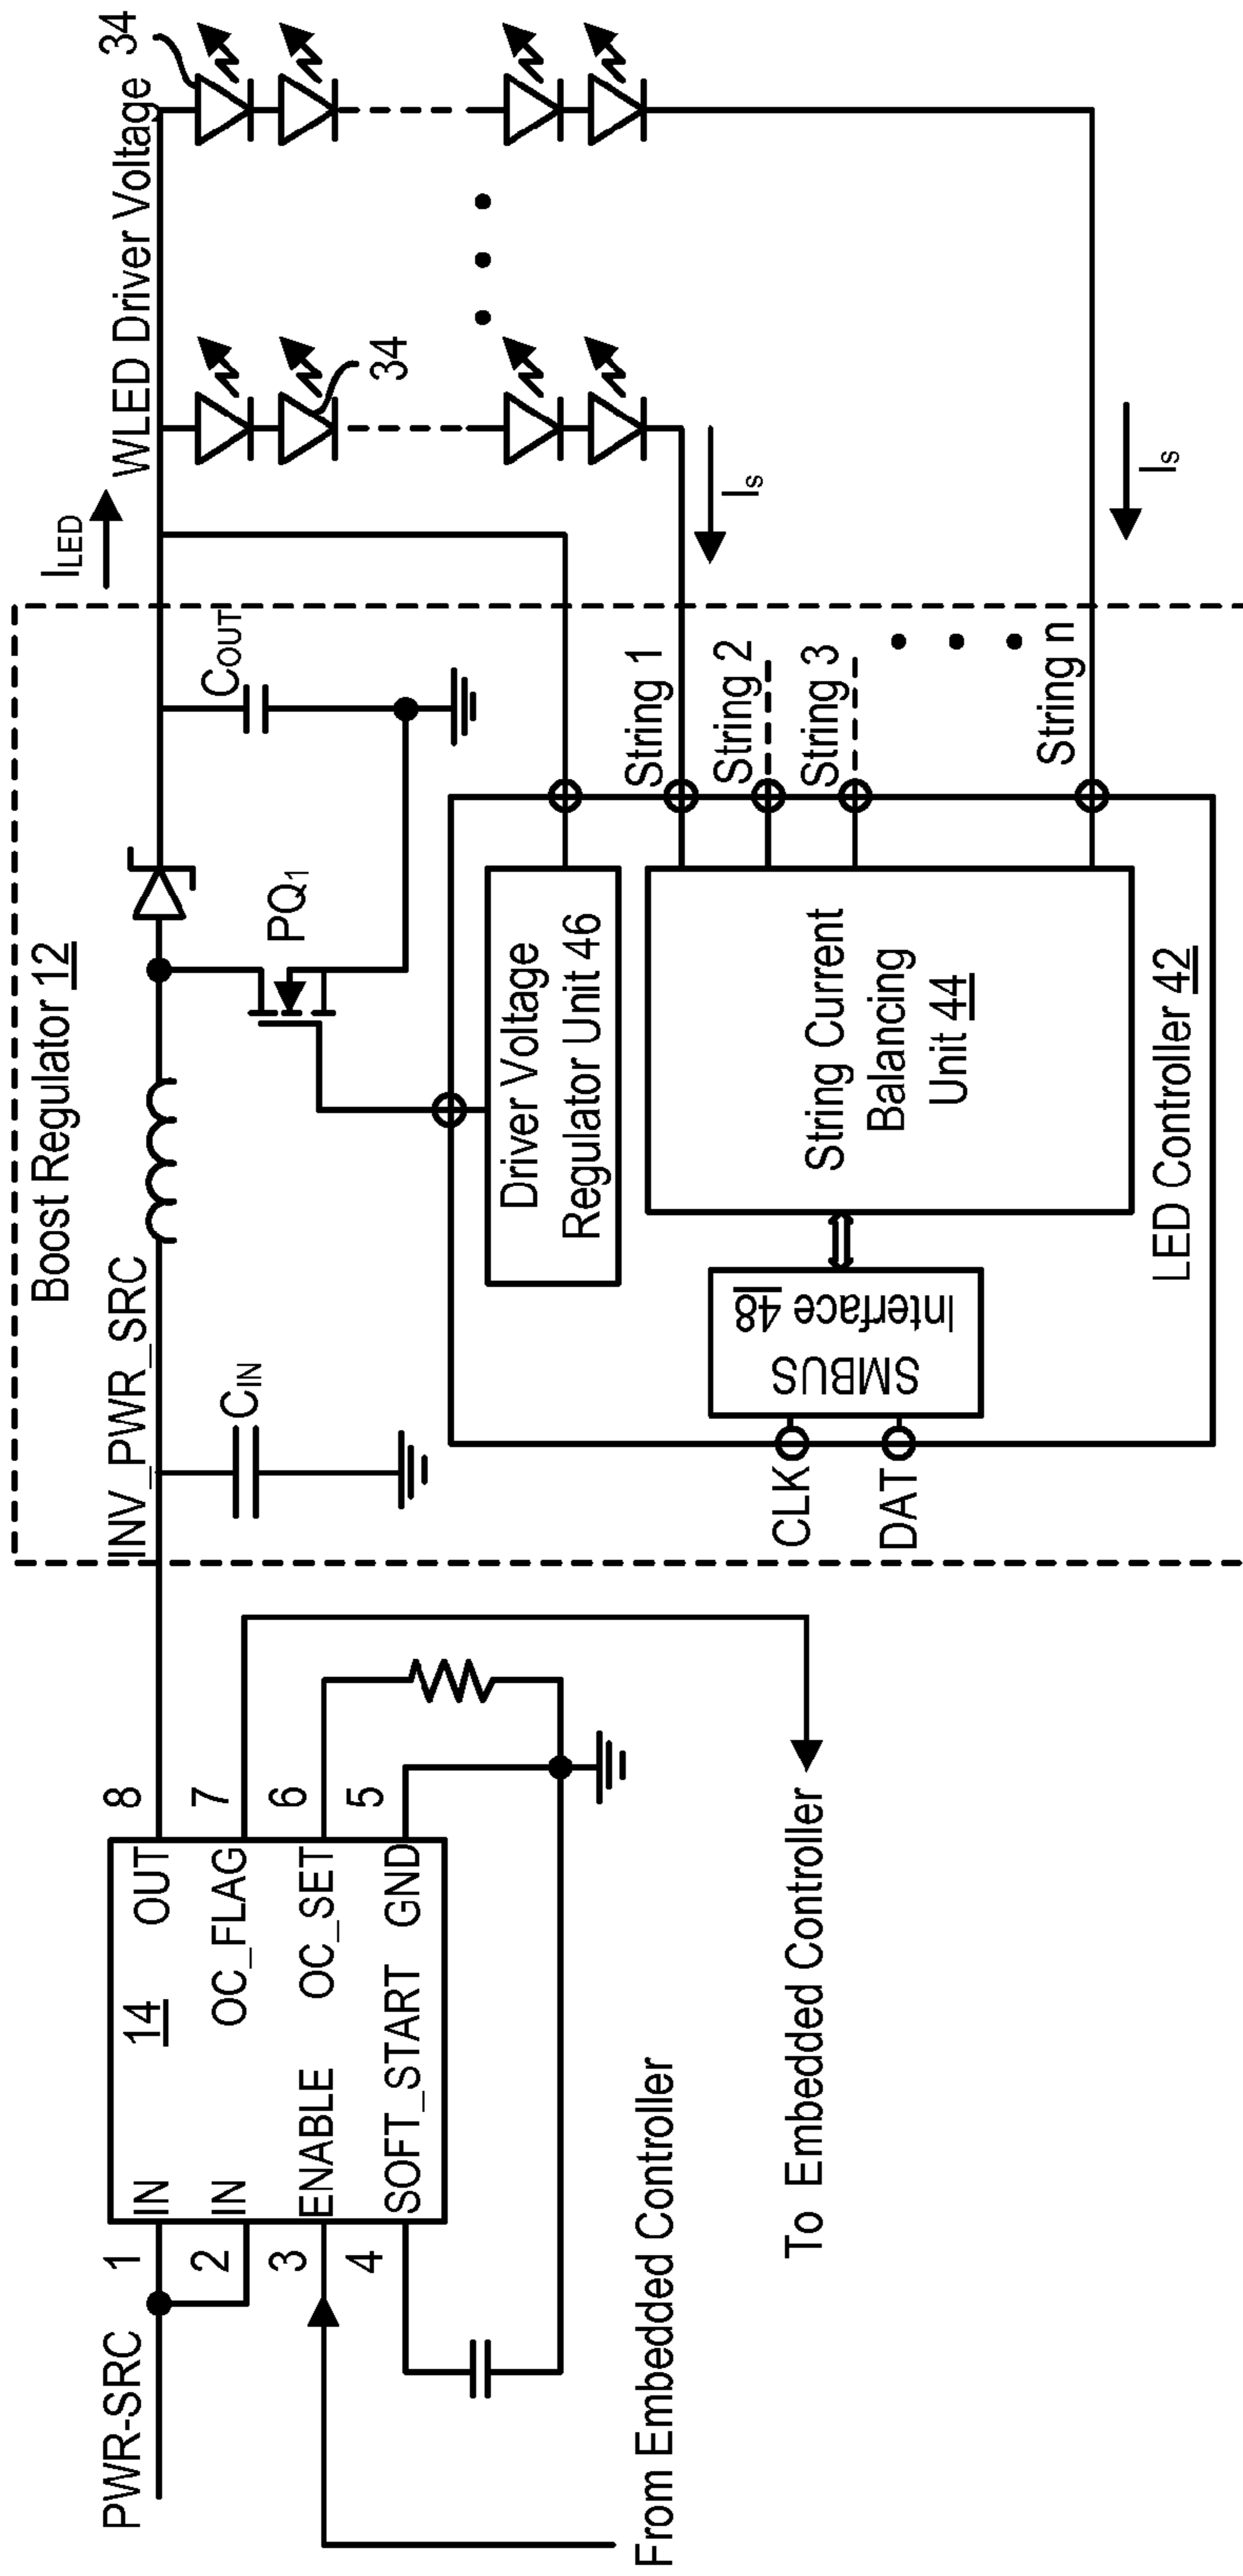 Boost Regulator 12
PWR-SRC
1
IN
2
IN
3
ENABLE
4
SOFT_START
14
OUT
8
OC_FLAG
7
OC_SET
6
GND
5
From Embedded Controller
To Embedded Controller
INV_PWR_SRC
CIN
PQ1
COUT
ILED
WLED Driver Voltage
34
34
Driver Voltage
Regulator Unit 46
String Current
Balancing
Unit 44
SMBUS
Interface 48
CLK
DAT
LED Controller 42
String 1
String 2
String 3
String n
Is
Is